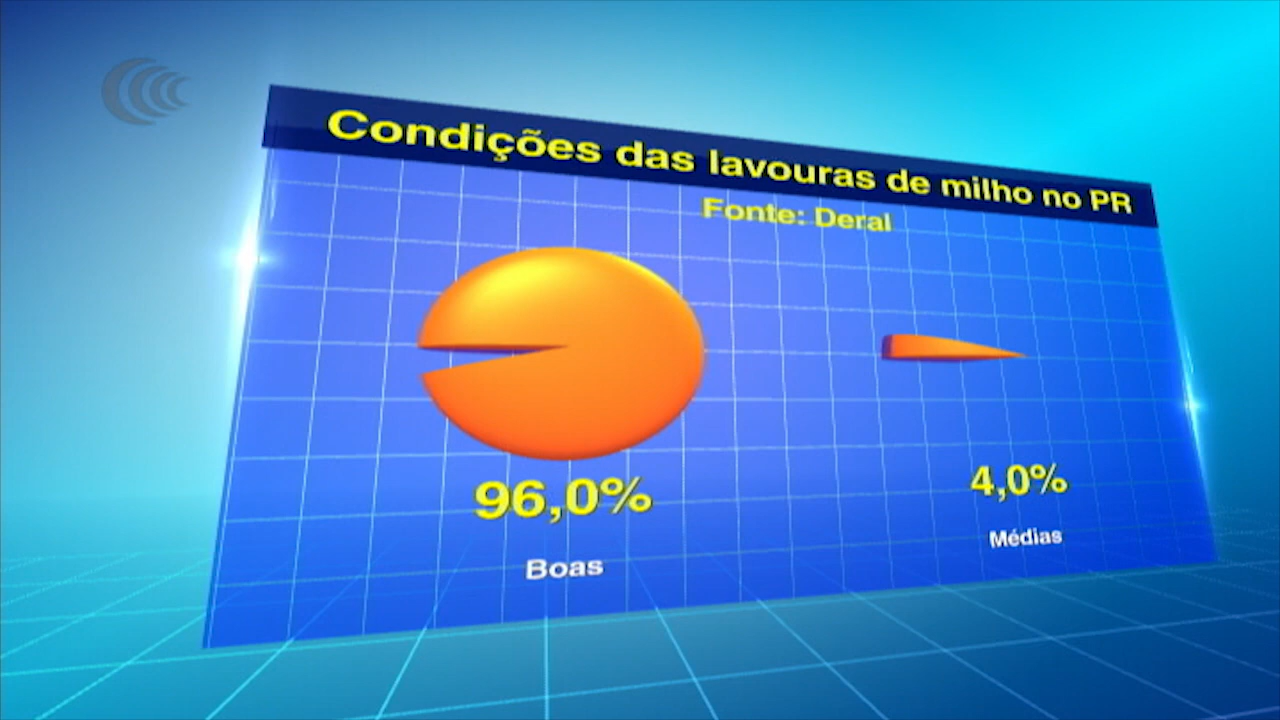 Condições das lavouras de milho no PR
Fonte: Deral
96,0%
Boas
4,0%
Médias